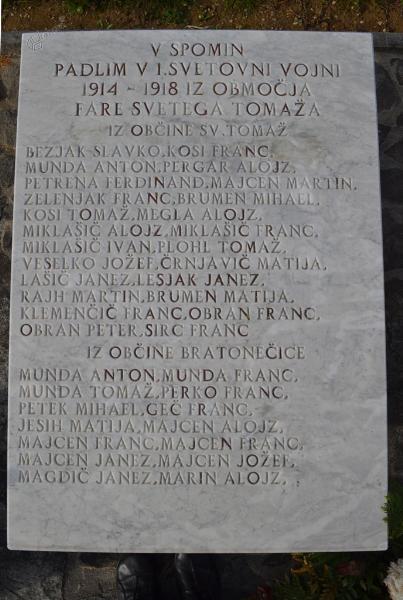 V SPOMIN
PADLIM V I. SVETOVNI VOJNI
1914 - 1918 IZ OBMOČJA
FARE SVETEGA TOMAŽA
IZ OBČINE SV. TOMAŽ
BEZJAK SLAVKO, KOSI FRANC,
MUNDA ANTON, PERGAR ALOJZ,
PETRENA FERDINAND, MAJCEN MARTIN,
ZELENJAK FRANC, BRUMEN MIHAEL,
KOSI TOMAŽ, MEGLA ALOJZ,
MIKLAŠIČ ALOJZ, MIKLAŠIČ FRANC,
MIKLAŠIČ IVAN, PLOHL TOMAŽ,
VESELKO JOŽEF, ČRNJAVIČ MATIJA,
LAŠIČ JANEZ, LESJAK JANEZ,
RAJH MARTIN, BRUMEN MATIJA,
KLEMENČIČ FRANC, OBRAN FRANC,
OBRAN PETER, SIRC FRANC
IZ OBČINE BRATONEČICE
MUNDA ANTON, MUNDA FRANC,
MUNDA TOMAŽ, PERKO FRANC,
PETEK MIHAEL, GEČ FRANC,
JESIH MATIJA, MAJCEN ALOJZ,
MAJCEN FRANC, MAJCEN FRANC,
MAJCEN JANEZ, MAJCEN JOŽEF,
MAGDIČ JANEZ, MARIN ALOJZ,